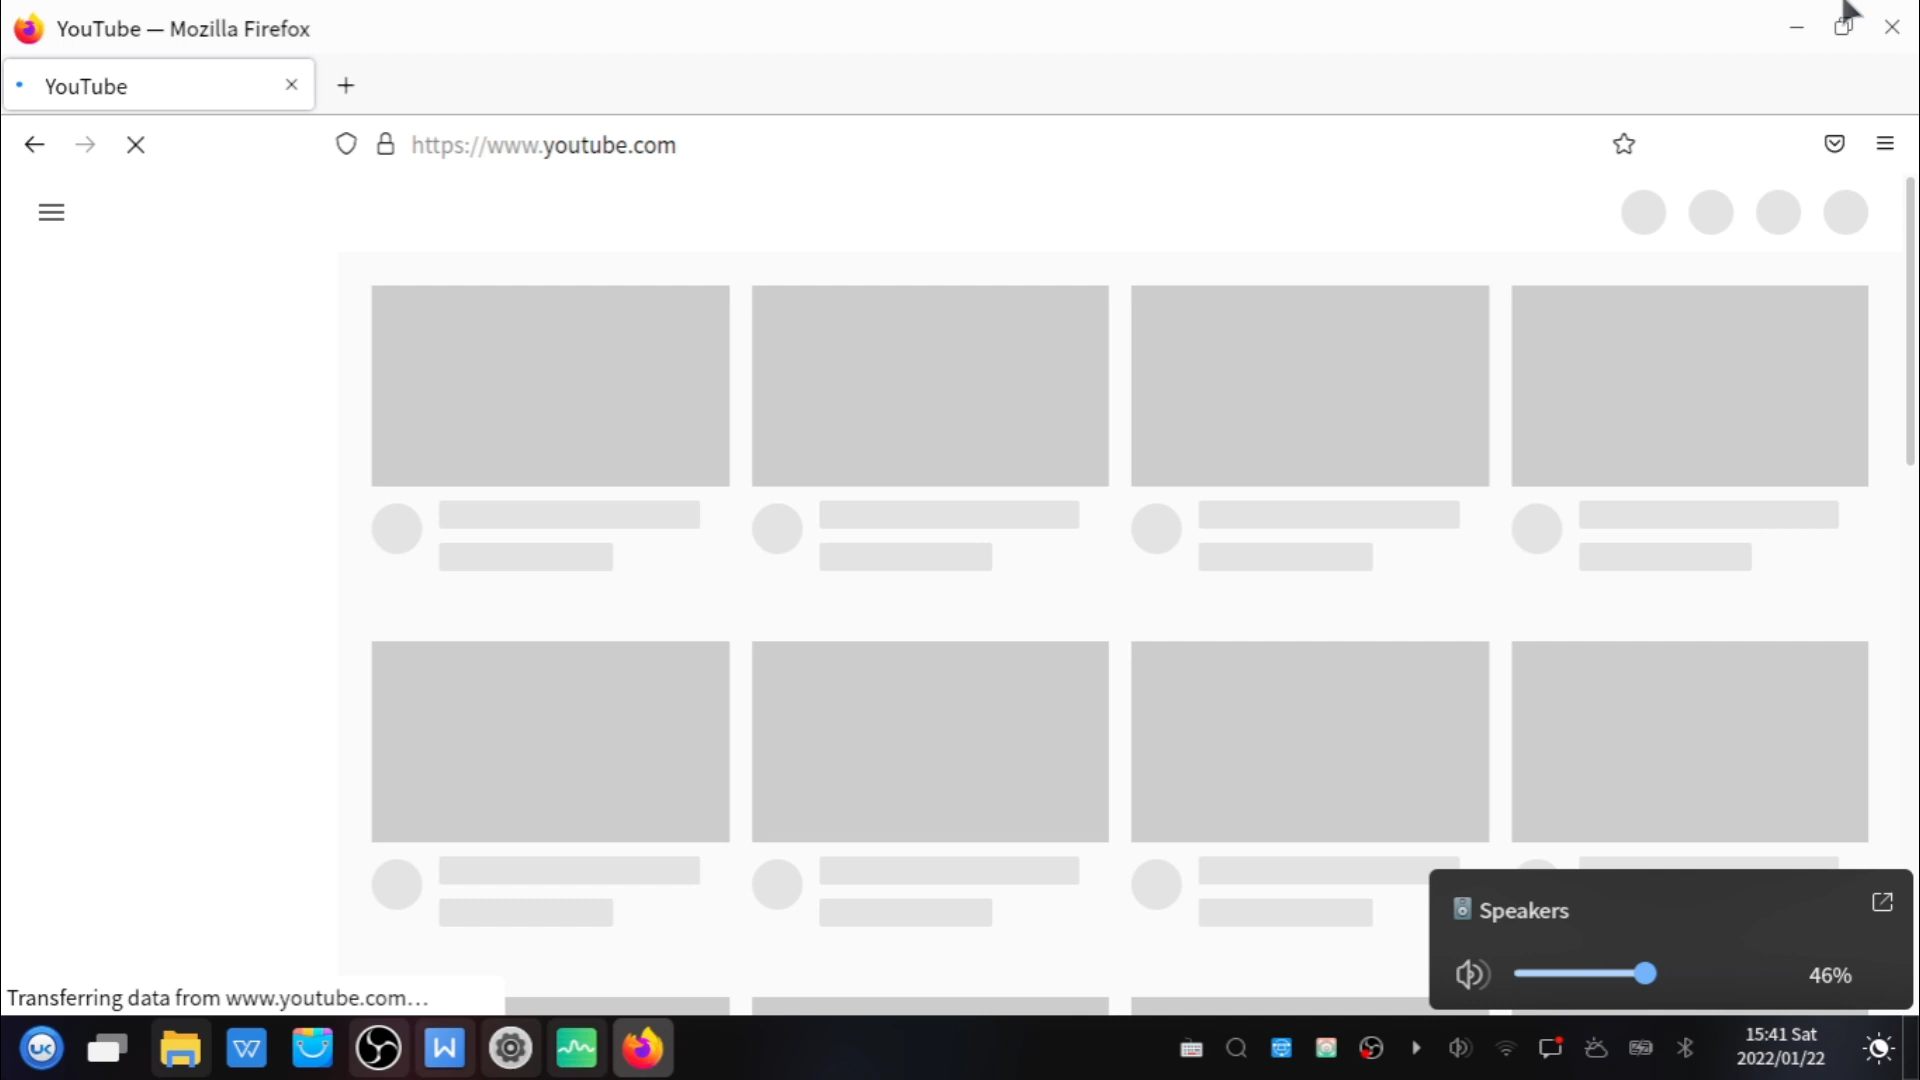 YouTube — Mozilla Firefox
YouTube
https://www.youtube.com
Speakers
46%
Transferring data from www.youtube.com…
UK
W
W
15:41 Sat
2022/01/22